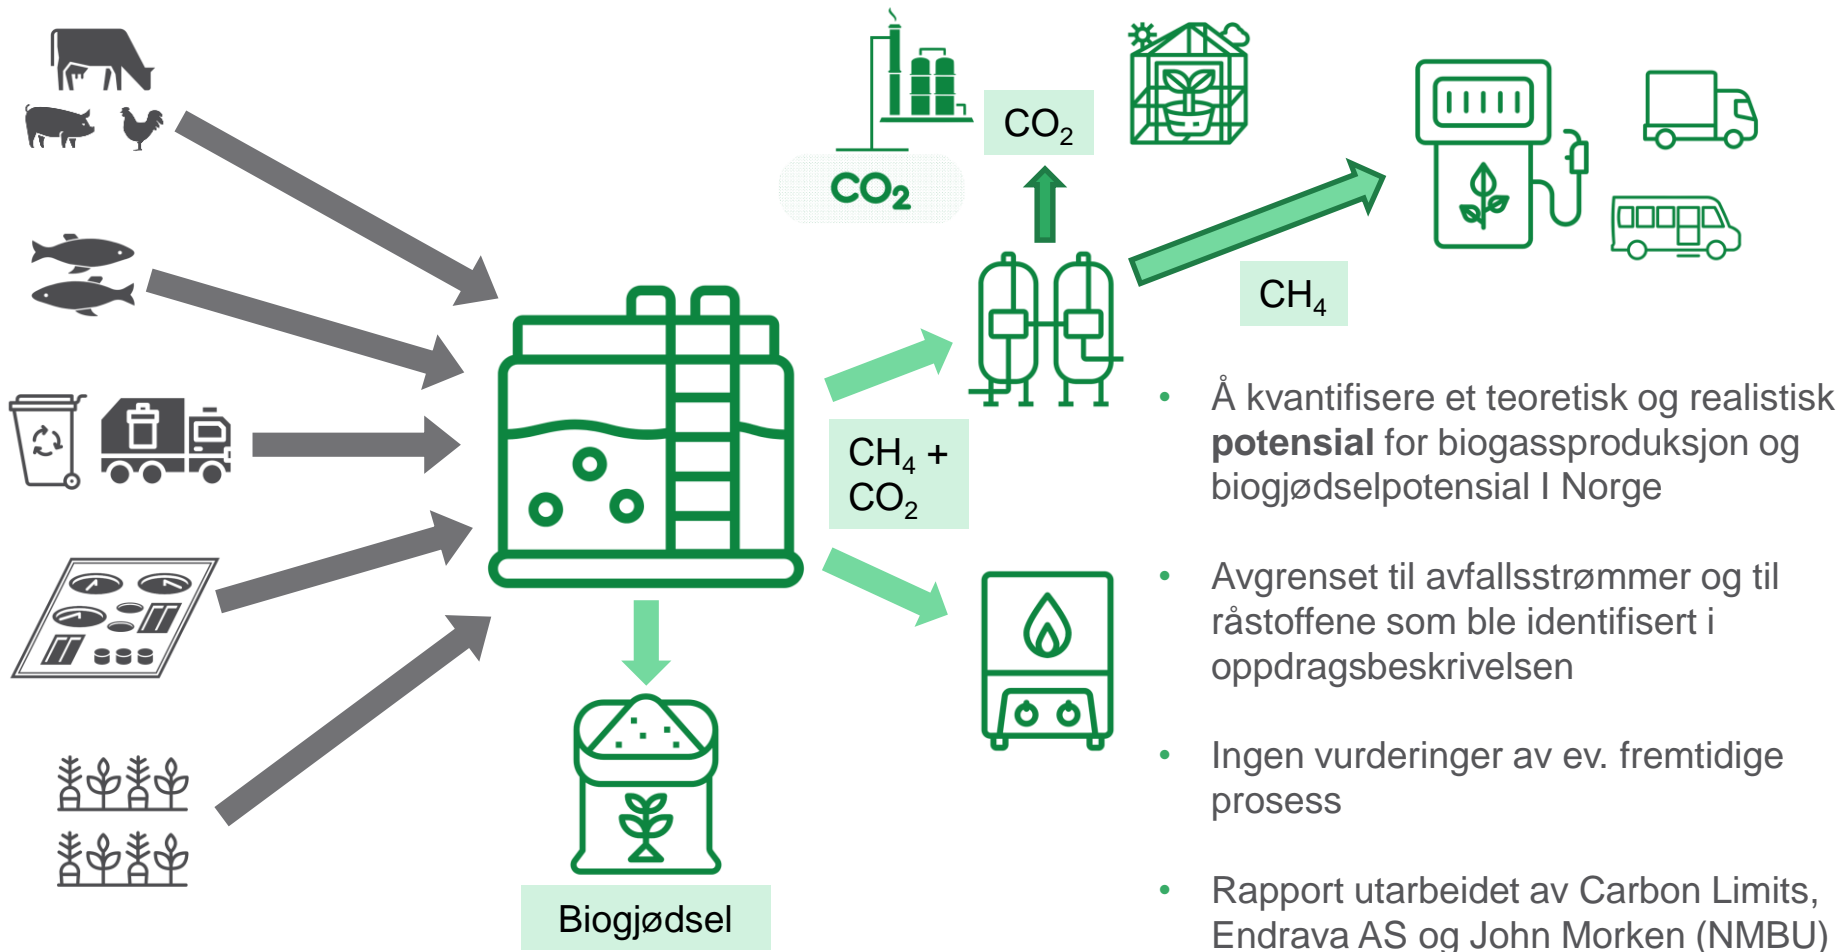 CO₂
CO₂
CH₄
CH₄ +
CO₂
Biogjødsel
• Å kvantifisere et teoretisk og realistisk
potensial for biogassproduksjon og
biogjødselpotensial I Norge
• Avgrenset til avfallsstrømmer og til
råstoffene som ble identifisert i
oppdragsbeskrivelsen
• Ingen vurderinger av ev. fremtidige
prosess
• Rapport utarbeidet av Carbon Limits,
Endrava AS og John Morken (NMBU)